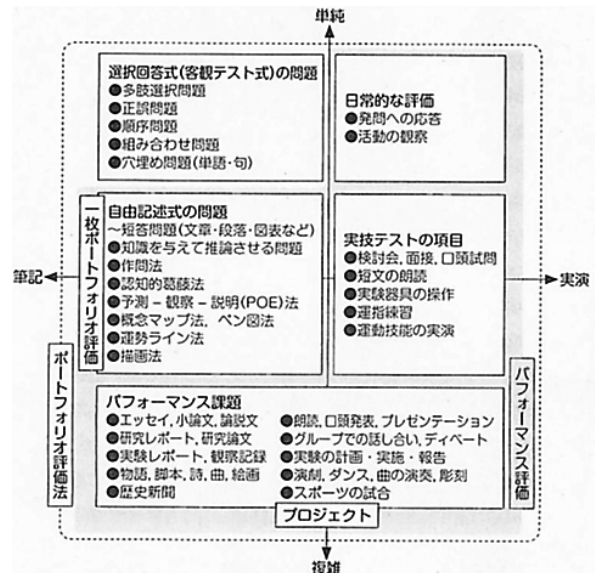 単純
選択回答式(客観テスト式)の問題
●多肢選択問題
●正誤問題
●順序問題
●組み合わせ問題
●穴埋め問題(単語・句)
日常的な評価
●発問への応答
●活動の観察
一枚ポートフォリオ評価
自由記述式の問題
～短答問題(文章・段落・図表など)
●知識を与えて推論させる問題
●作問法
●認知的葛藤法
●予測－観察－説明(POE)法
●概念マップ法, ベン図法
●運勢ライン法
●描画法
実技テストの項目
●検討会, 面接, 口頭試問
●短文の朗読
●実験器具の操作
●運指練習
●運動技能の実演
筆記
実演
ポートフォリオ評価法
パフォーマンス評価
パフォーマンス課題
●エッセイ, 小論文, 論説文
●研究レポート, 研究論文
●実験レポート, 観察記録
●物語, 脚本, 詩, 曲, 絵画
●歴史新聞
●朗読, 口頭発表, プレゼンテーション
●グループでの話し合い, ディベート
●実験の計画・実施・報告
●演劇, ダンス, 曲の演奏, 彫刻
●スポーツの試合
プロジェクト
複雑